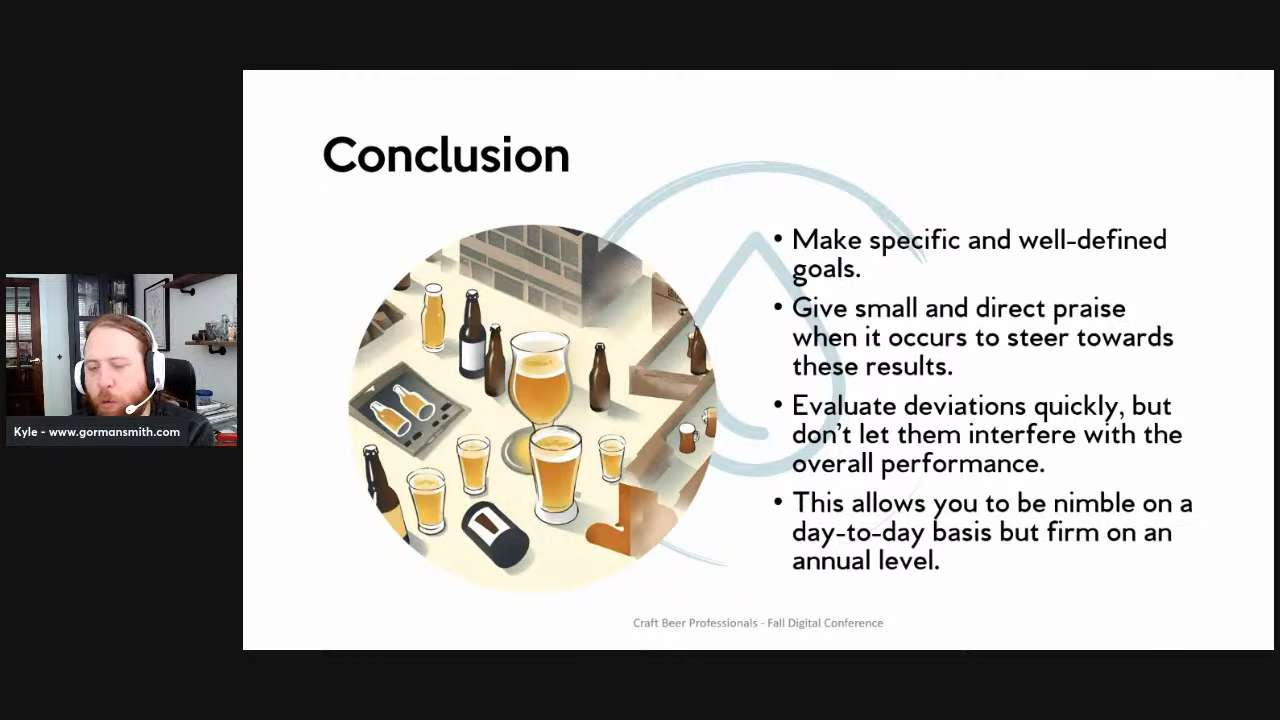 Conclusion
• Make specific and well-defined
goals.
• Give small and direct praise
when it occurs to steer towards
these results.
• Evaluate deviations quickly, but
don't let them interfere with the
overall performance.
• This allows you to be nimble on a
day-to-day basis but firm on an
annual level.
Craft Beer Professionals - Fall Digital Conference
Kyle - www.gormansmith.com